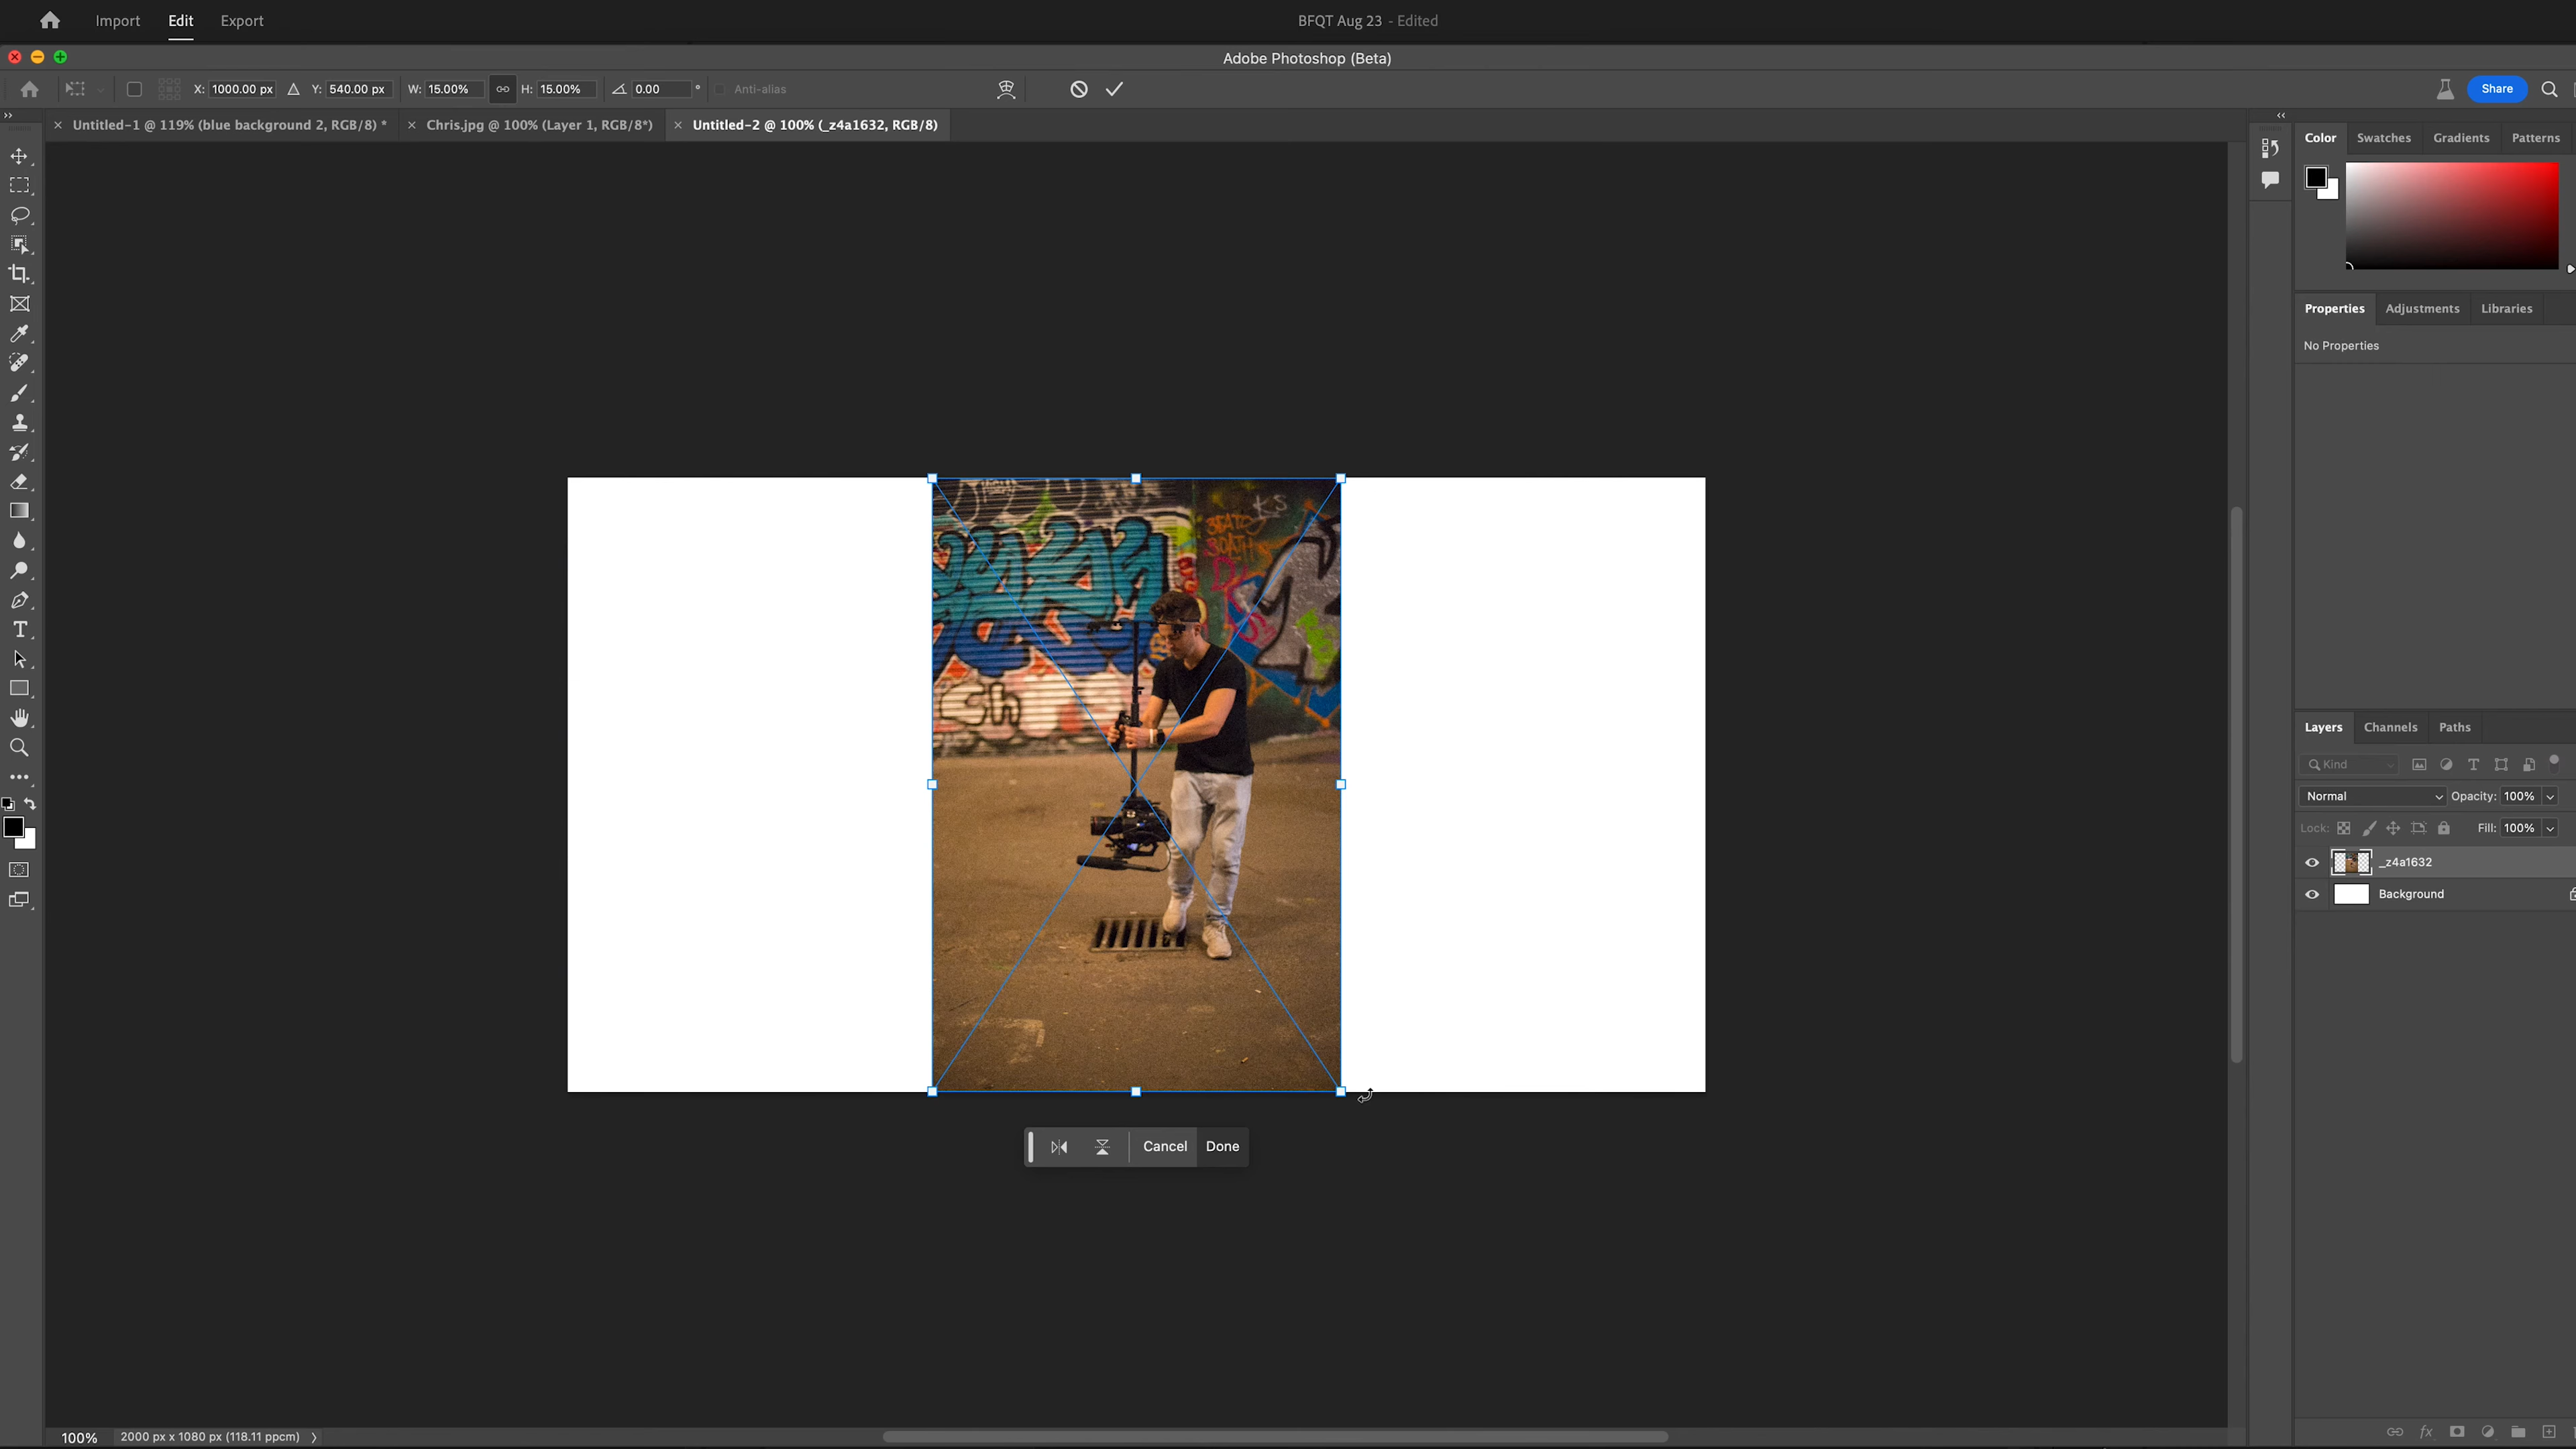 Import Edit Export BFQT Aug 23 - Edited
Adobe Photoshop (Beta)
X: 1000.00 px Y: 540.00 px W: 15.00% H: 15.00% 0.00 ° Anti-alias Share
Untitled-1 @ 119% (blue background 2, RGB/8) * Chris.jpg @ 100% (Layer 1, RGB/8*) Untitled-2 @ 100% (_z4a1632, RGB/8)
Color Swatches Gradients Patterns
Properties Adjustments Libraries
No Properties
KS
Layers Channels Paths
Kind
Normal Opacity: 100%
Lock: Fill: 100%
_z4a1632
Background
Cancel Done
100% 2000 px x 1080 px (118.11 ppcm)